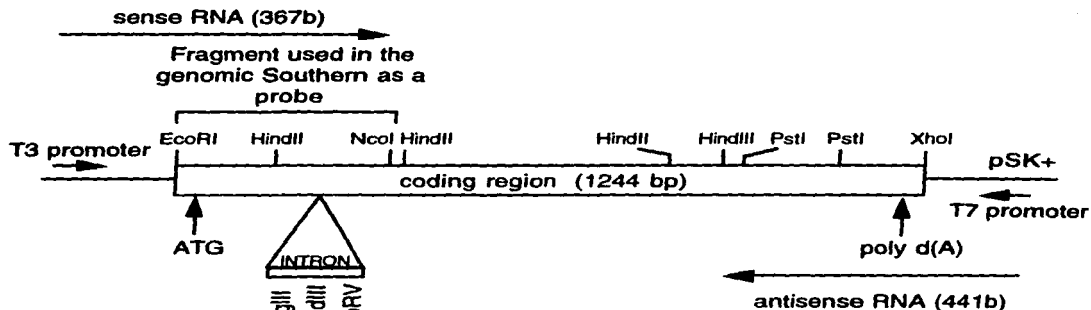 sense RNA (367b)
Fragment used in the
genomic Southern as a
probe
EcoRI HindII NcoI HindII HindII HindIII PstI PstI XhoI
T3 promoter
pSK+
coding region (1244 bp)
T7 promoter
ATG
poly d(A)
INTRON
antisense RNA (441b)